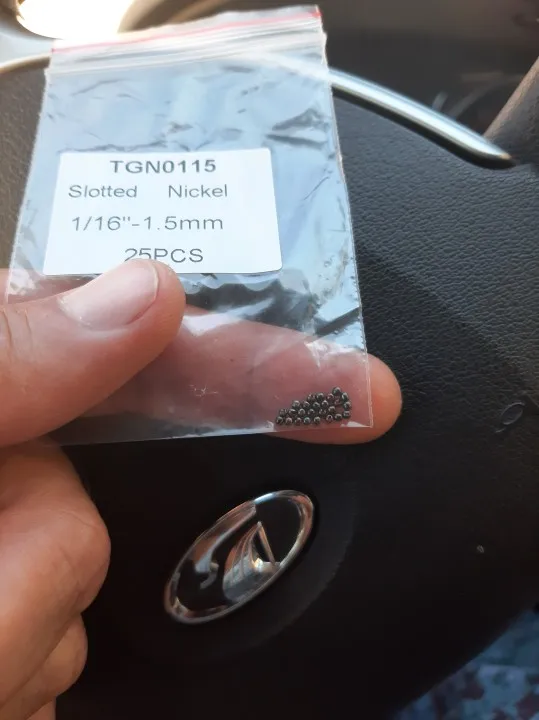 TGN0115
Slotted Nickel
1/16"-1.5mm
25PCS